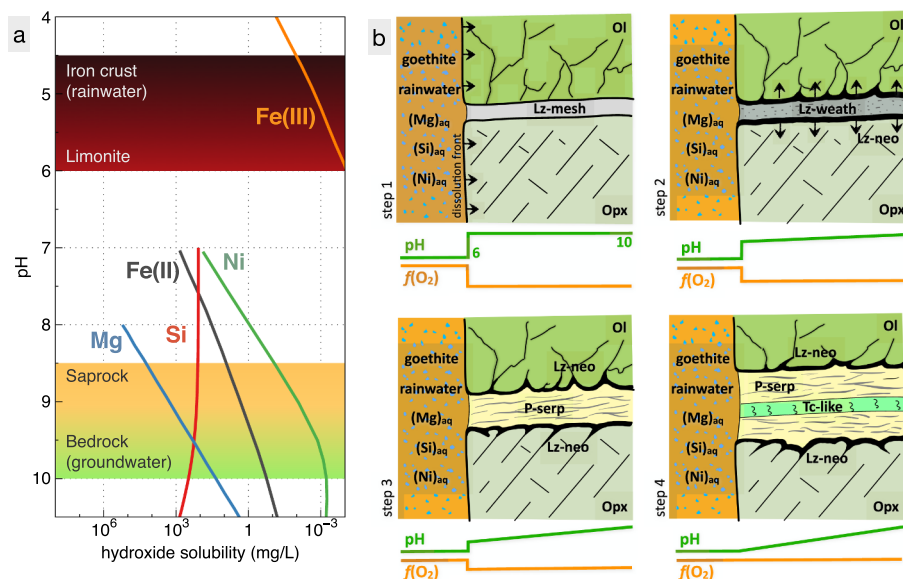 a
4
5
6
7
8
9
10
pH
Iron crust
(rainwater)
Fe(III)
Limonite
Fe(II)
Ni
Mg
Si
Saprock
Bedrock
(groundwater)
10⁶
10³
1
10⁻³
hydroxide solubility (mg/L)
b
step 1
goethite
rainwater
(Mg)aq
(Si)aq
(Ni)aq
dissolution front
Ol
Lz-mesh
Opx
pH
6
10
f(O₂)
step 2
goethite
rainwater
(Mg)aq
(Si)aq
(Ni)aq
Ol
Lz-weath
Lz-neo
Opx
pH
f(O₂)
step 3
goethite
rainwater
(Mg)aq
(Si)aq
(Ni)aq
Ol
Lz-neo
P-serp
Lz-neo
Opx
pH
f(O₂)
step 4
goethite
rainwater
(Mg)aq
(Si)aq
(Ni)aq
Ol
Lz-neo
P-serp
Tc-like
Lz-neo
Opx
pH
f(O₂)